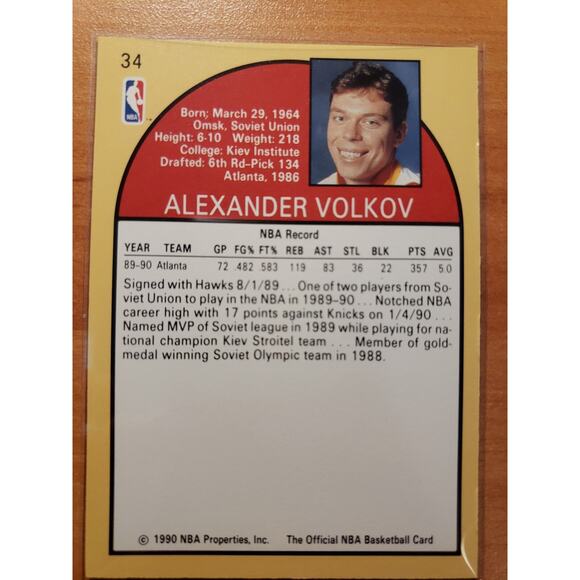 34
NBA
Born: March 29, 1964
Omsk, Soviet Union
Height: 6-10 Weight: 218
College: Kiev Institute
Drafted: 6th Rd-Pick 134
Atlanta, 1986
ALEXANDER VOLKOV
NBA Record
YEAR TEAM GP FG% FT% REB AST STL BLK PTS AVG
89-90 Atlanta 72 .482 .583 119 83 36 22 357 5.0
Signed with Hawks 8/1/89 . . . One of two players from So-
viet Union to play in the NBA in 1989-90 . . . Notched NBA
career high with 17 points against Knicks on 1/4/90 . . .
Named MVP of Soviet league in 1989 while playing for na-
tional champion Kiev Stroitel team . . . Member of gold-
medal winning Soviet Olympic team in 1988.
© 1990 NBA Properties, Inc. The Official NBA Basketball Card